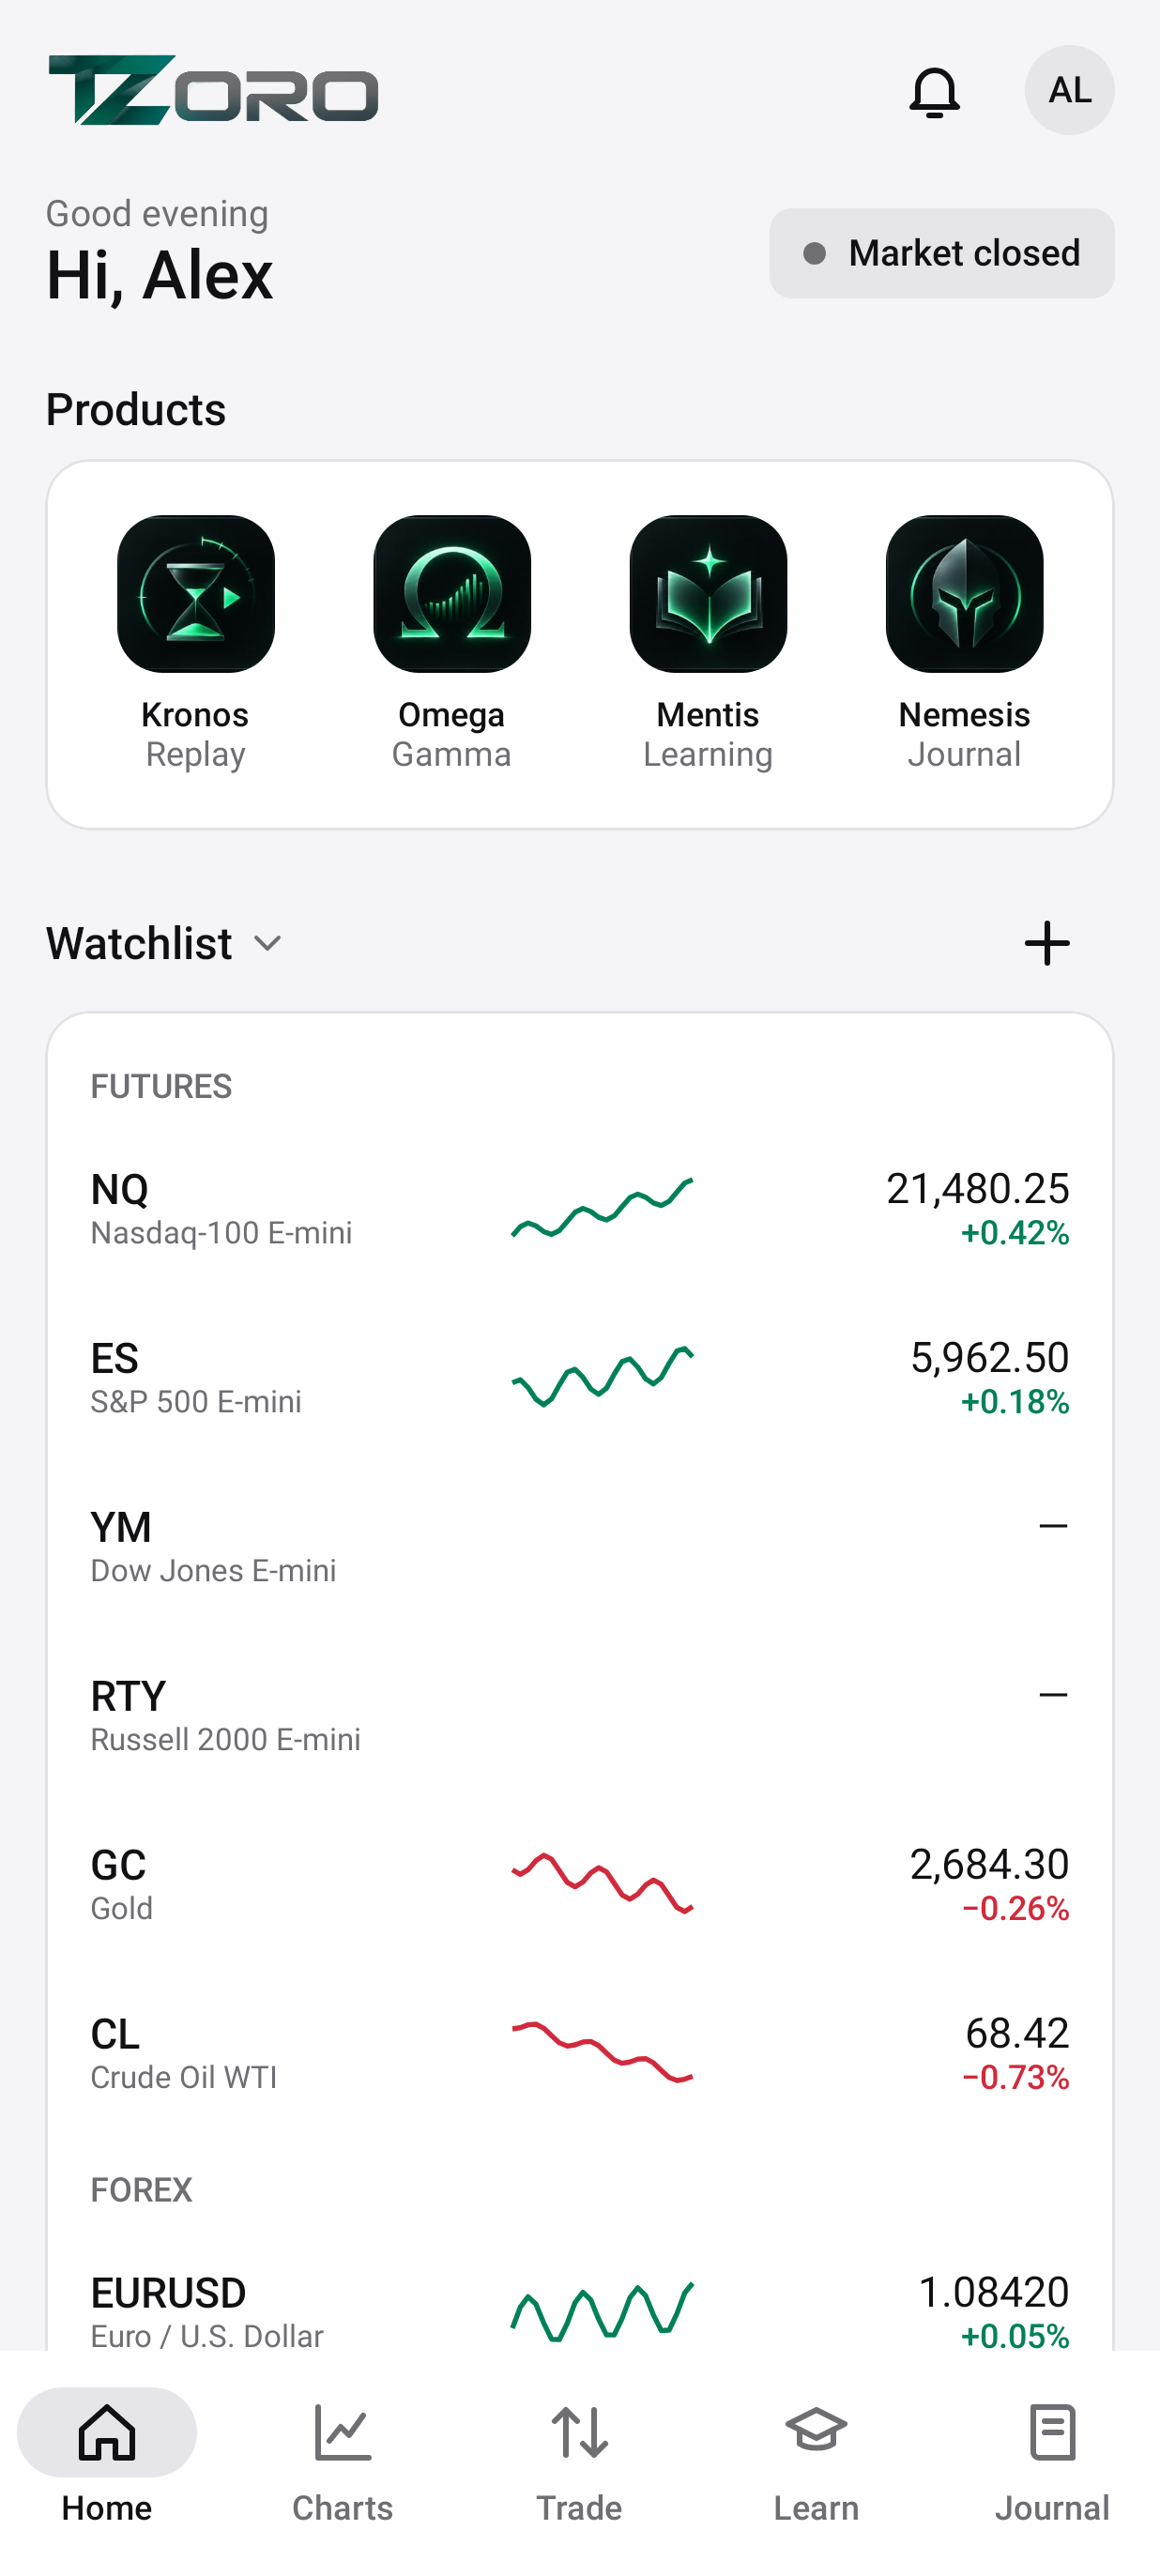 TZORO
AL
Good evening
Hi, Alex
Market closed
Products
Kronos
Replay
Omega
Gamma
Mentis
Learning
Nemesis
Journal
Watchlist
FUTURES
NQ
Nasdaq-100 E-mini
21,480.25
+0.42%
ES
S&P 500 E-mini
5,962.50
+0.18%
YM
Dow Jones E-mini
—
RTY
Russell 2000 E-mini
—
GC
Gold
2,684.30
−0.26%
CL
Crude Oil WTI
68.42
−0.73%
FOREX
EURUSD
Euro / U.S. Dollar
1.08420
+0.05%
Home
Charts
Trade
Learn
Journal